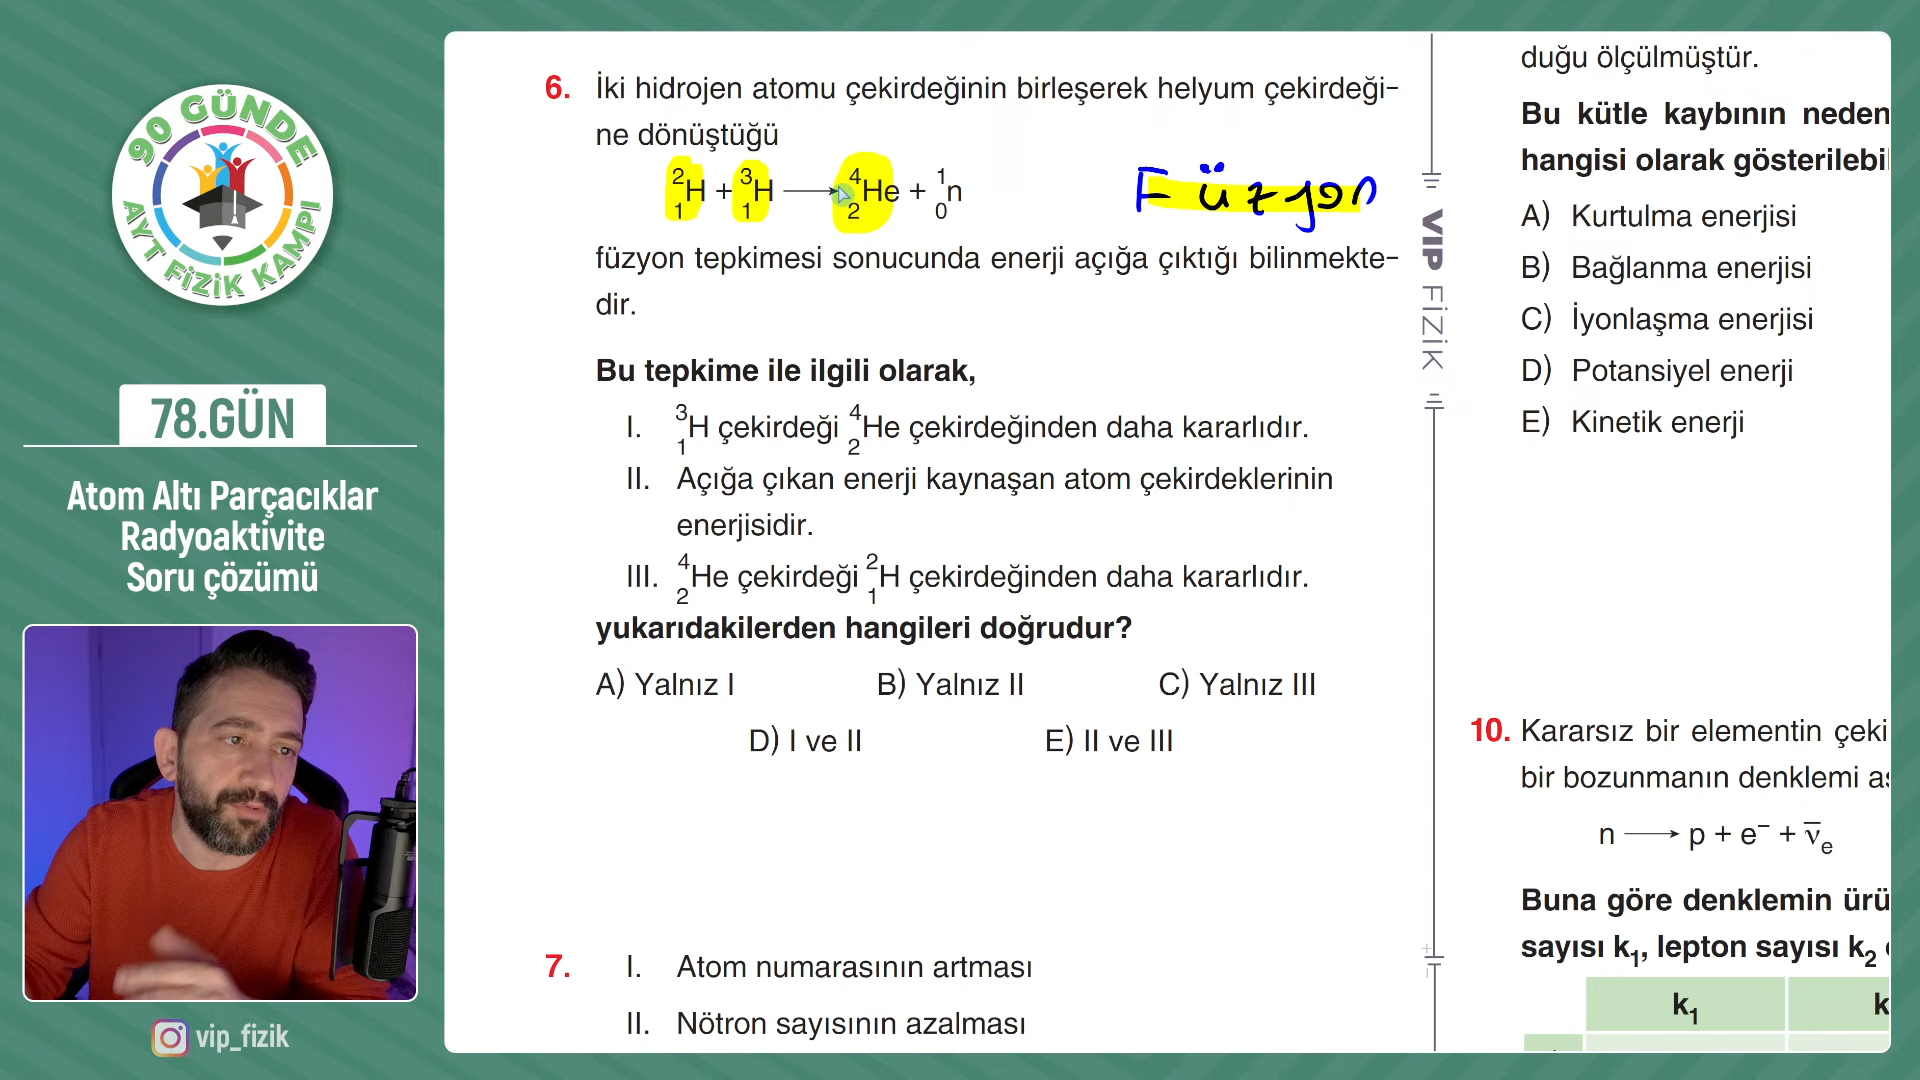 90 GÜNDE
AYT FİZİK KAMPI
78.GÜN
Atom Altı Parçacıklar
Radyoaktivite
Soru çözümü
vip_fizik
6. İki hidrojen atomu çekirdeğinin birleşerek helyum çekirdeği-
ne dönüştüğü
²₁H + ³₁H ⟶ ⁴₂He + ¹₀n
Füzyon
füzyon tepkimesi sonucunda enerji açığa çıktığı bilinmekte-
dir.
Bu tepkime ile ilgili olarak,
I. ³₁H çekirdeği ⁴₂He çekirdeğinden daha kararlıdır.
II. Açığa çıkan enerji kaynaşan atom çekirdeklerinin
enerjisidir.
III. ⁴₂He çekirdeği ²₁H çekirdeğinden daha kararlıdır.
yukarıdakilerden hangileri doğrudur?
A) Yalnız I B) Yalnız II C) Yalnız III
D) I ve II E) II ve III
7. I. Atom numarasının artması
II. Nötron sayısının azalması
VIP FİZİK
duğu ölçülmüştür.
Bu kütle kaybının neden
hangisi olarak gösterilebil
A) Kurtulma enerjisi
B) Bağlanma enerjisi
C) İyonlaşma enerjisi
D) Potansiyel enerji
E) Kinetik enerji
10. Kararsız bir elementin çeki
bir bozunmanın denklemi
n ⟶ p + e⁻ + ν̅ₑ
Buna göre denklemin ürü
sayısı k₁, lepton sayısı k₂
k₁ k